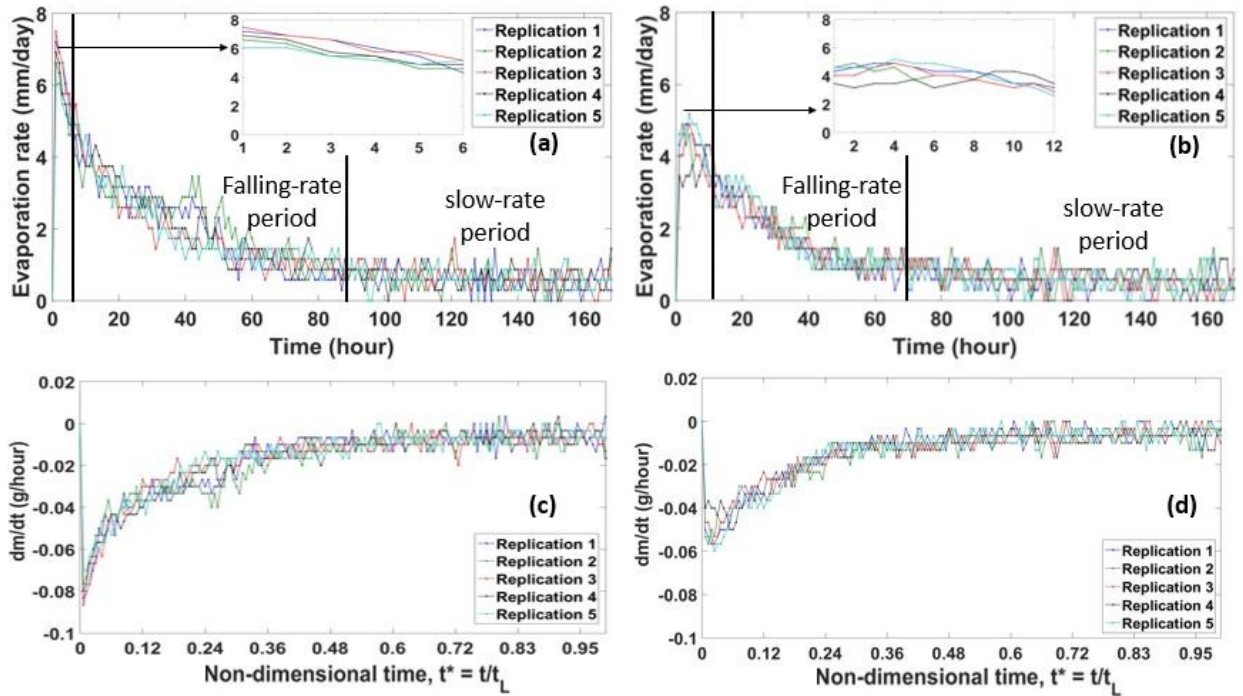 Evaporation rate (mm/day)
8
6
4
2
0
0 20 40 60 80 100 120 140 160
Time (hour)
8
6
4
2
0
1 2 3 4 5 6
Replication 1
Replication 2
Replication 3
Replication 4
Replication 5
(a)
Falling-rate
period
slow-rate
period
Evaporation rate (mm/day)
8
6
4
2
0
0 20 40 60 80 100 120 140 160
Time (hour)
8
6
4
2
0
2 4 6 8 10 12
Replication 1
Replication 2
Replication 3
Replication 4
Replication 5
(b)
Falling-rate
period
slow-rate
period
dm/dt (g/hour)
0.02
0
-0.02
-0.04
-0.06
-0.08
-0.1
0 0.12 0.24 0.36 0.48 0.6 0.72 0.83 0.95
Non-dimensional time, t* = t/tL
(c)
Replication 1
Replication 2
Replication 3
Replication 4
Replication 5
dm/dt (g/hour)
0.02
0
-0.02
-0.04
-0.06
-0.08
-0.1
0 0.12 0.24 0.36 0.48 0.6 0.72 0.83 0.95
Non-dimensional time, t* = t/tL
(d)
Replication 1
Replication 2
Replication 3
Replication 4
Replication 5